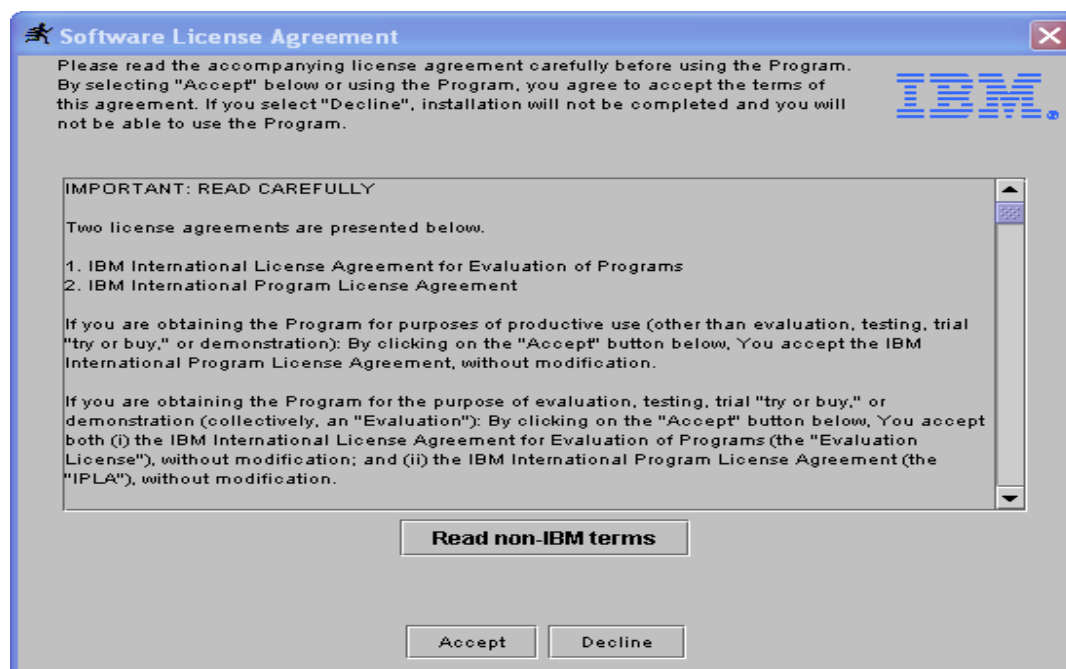 Software License Agreement
Please read the accompanying license agreement carefully before using the Program.
By selecting "Accept" below or using the Program, you agree to accept the terms of
this agreement. If you select "Decline", installation will not be completed and you will
not be able to use the Program.
IBM.
IMPORTANT: READ CAREFULLY
Two license agreements are presented below.
1. IBM International License Agreement for Evaluation of Programs
2. IBM International Program License Agreement
If you are obtaining the Program for purposes of productive use (other than evaluation, testing, trial
"try or buy," or demonstration): By clicking on the "Accept" button below, You accept the IBM
International Program License Agreement, without modification.
If you are obtaining the Program for the purpose of evaluation, testing, trial "try or buy," or
demonstration (collectively, an "Evaluation"): By clicking on the "Accept" button below, You accept
both (i) the IBM International License Agreement for Evaluation of Programs (the "Evaluation
License"), without modification; and (ii) the IBM International Program License Agreement (the
"IPLA"), without modification.
Read non-IBM terms
Accept Decline